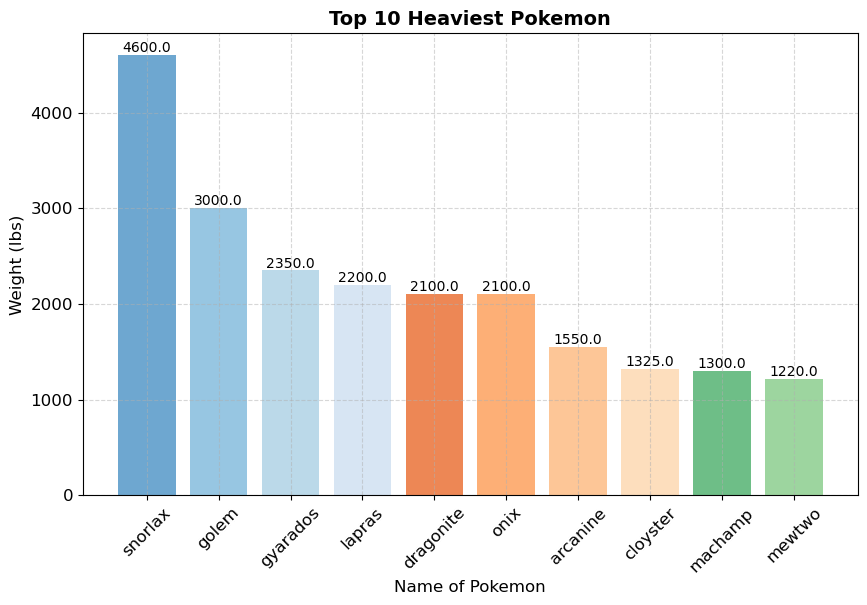 Top 10 Heaviest Pokemon
4600.0
3000.0
2350.0
2200.0
2100.0
2100.0
1550.0
1325.0
1300.0
1220.0
Weight (lbs)
4000
3000
2000
1000
0
snorlax
golem
gyarados
lapras
dragonite
onix
arcanine
cloyster
machamp
mewtwo
Name of Pokemon